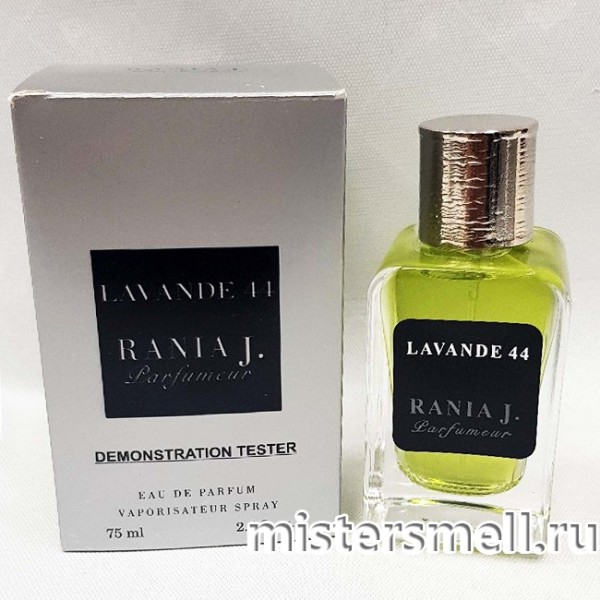 LAVANDE 44
RANIA J.
Parfumeur
DEMONSTRATION TESTER
EAU DE PARFUM
VAPORISATEUR SPRAY
75 ml
LAVANDE 44
RANIA J.
Parfumeur
mistersmell.ru